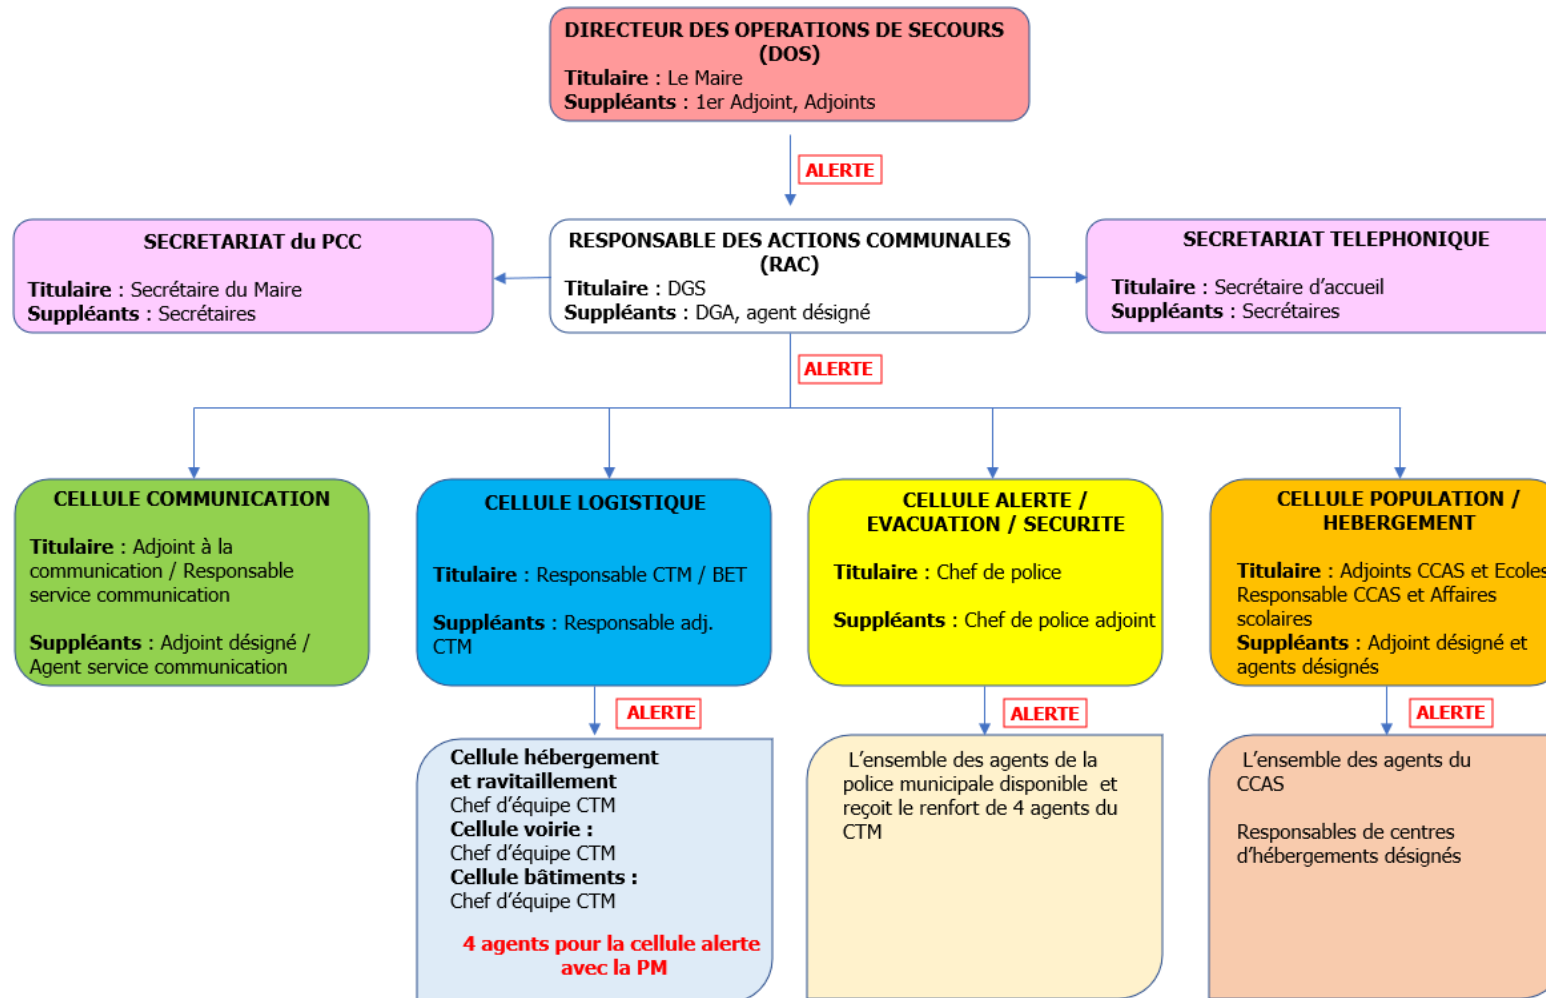 DIRECTEUR DES OPERATIONS DE SECOURS
(DOS)
Titulaire : Le Maire
Suppléants : 1er Adjoint, Adjoints
ALERTE
SECRETARIAT du PCC
Titulaire : Secrétaire du Maire
Suppléants : Secrétaires
RESPONSABLE DES ACTIONS COMMUNALES
(RAC)
Titulaire : DGS
Suppléants : DGA, agent désigné
SECRETARIAT TELEPHONIQUE
Titulaire : Secrétaire d’accueil
Suppléants : Secrétaires
ALERTE
CELLULE COMMUNICATION
Titulaire : Adjoint à la
communication / Responsable
service communication
Suppléants : Adjoint désigné /
Agent service communication
CELLULE LOGISTIQUE
Titulaire : Responsable CTM / BET
Suppléants : Responsable adj.
CTM
CELLULE ALERTE /
EVACUATION / SECURITE
Titulaire : Chef de police
Suppléants : Chef de police adjoint
CELLULE POPULATION /
HEBERGEMENT
Titulaire : Adjoints CCAS et Ecoles
Responsable CCAS et Affaires
scolaires
Suppléants : Adjoint désigné et
agents désignés
ALERTE
Cellule hébergement
et ravitaillement
Chef d’équipe CTM
Cellule voirie :
Chef d’équipe CTM
Cellule bâtiments :
Chef d’équipe CTM
4 agents pour la cellule alerte
avec la PM
ALERTE
L’ensemble des agents de la
police municipale disponible et
reçoit le renfort de 4 agents du
CTM
ALERTE
L’ensemble des agents du
CCAS
Responsables de centres
d’hébergements désignés